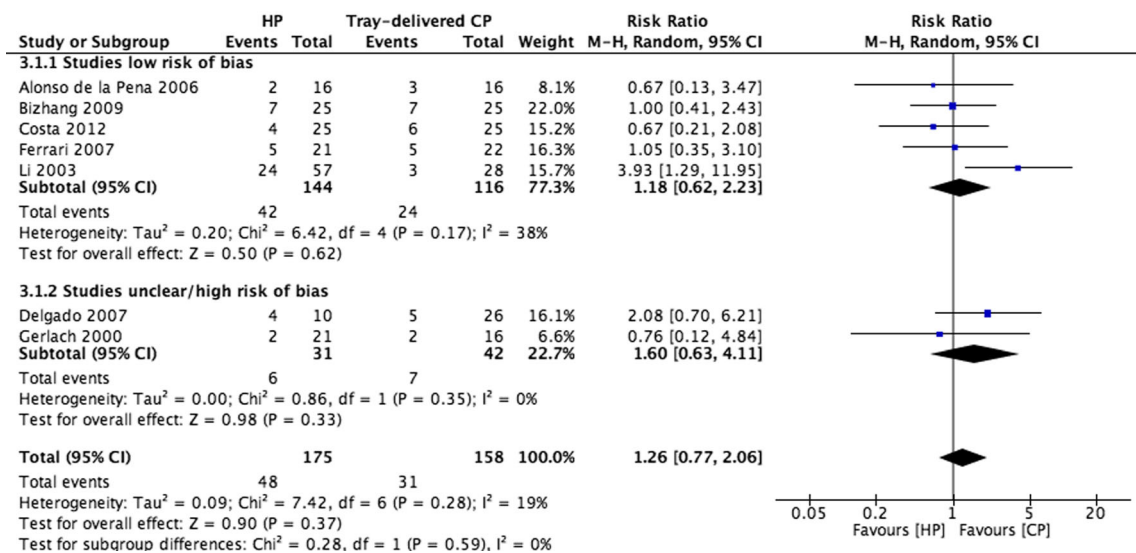 HP Tray-delivered CP Risk Ratio Risk Ratio
Study or Subgroup Events Total Events Total Weight M-H, Random, 95% CI M-H, Random, 95% CI
3.1.1 Studies low risk of bias
Alonso de la Pena 2006 2 16 3 16 8.1% 0.67 [0.13, 3.47]
Bizhang 2009 7 25 7 25 22.0% 1.00 [0.41, 2.43]
Costa 2012 4 25 6 25 15.2% 0.67 [0.21, 2.08]
Ferrari 2007 5 21 5 22 16.3% 1.05 [0.35, 3.10]
Li 2003 24 57 3 28 15.7% 3.93 [1.29, 11.95]
Subtotal (95% CI) 144 116 77.3% 1.18 [0.62, 2.23]
Total events 42 24
Heterogeneity: Tau² = 0.20; Chi² = 6.42, df = 4 (P = 0.17); I² = 38%
Test for overall effect: Z = 0.50 (P = 0.62)
3.1.2 Studies unclear/high risk of bias
Delgado 2007 4 10 5 26 16.1% 2.08 [0.70, 6.21]
Gerlach 2000 2 21 2 16 6.6% 0.76 [0.12, 4.84]
Subtotal (95% CI) 31 42 22.7% 1.60 [0.63, 4.11]
Total events 6 7
Heterogeneity: Tau² = 0.00; Chi² = 0.86, df = 1 (P = 0.35); I² = 0%
Test for overall effect: Z = 0.98 (P = 0.33)
Total (95% CI) 175 158 100.0% 1.26 [0.77, 2.06]
Total events 48 31
Heterogeneity: Tau² = 0.09; Chi² = 7.42, df = 6 (P = 0.28); I² = 19%
Test for overall effect: Z = 0.90 (P = 0.37)
Test for subgroup differences: Chi² = 0.28, df = 1 (P = 0.59), I² = 0%
0.05 0.2 1 5 20
Favours [HP] Favours [CP]